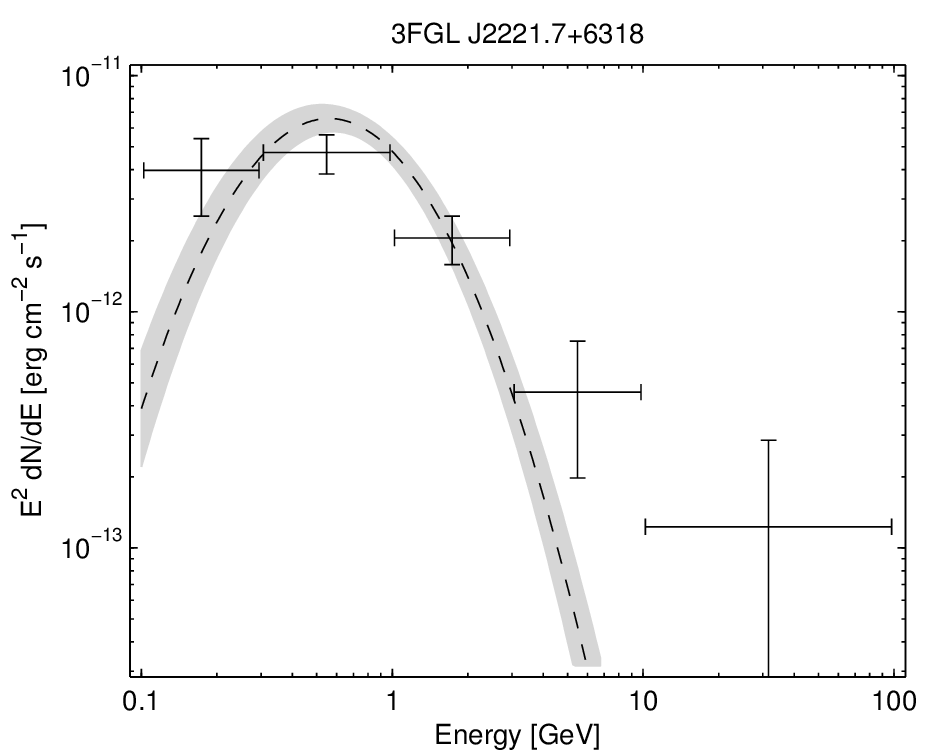 3FGL J2221.7+6318
10⁻¹¹
10⁻¹²
10⁻¹³
E² dN/dE [erg cm⁻² s⁻¹]
0.1 1 10 100
Energy [GeV]